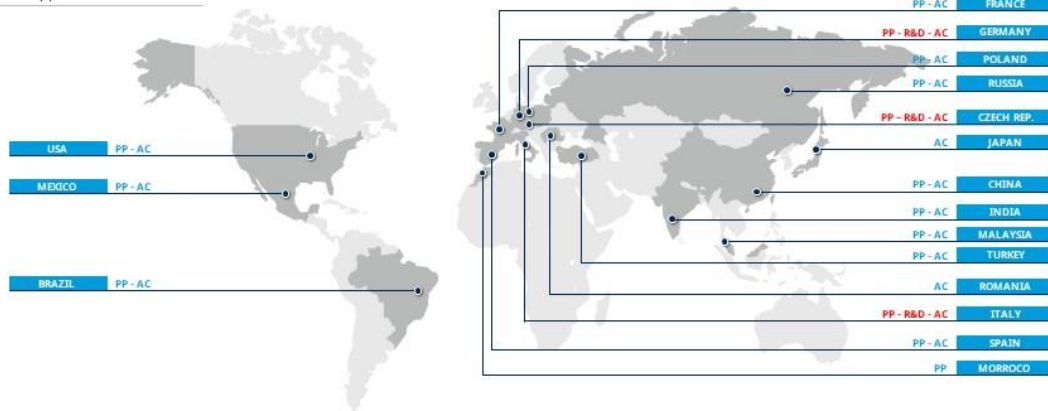 PP - AC FRANCE
PP - R&D - AC GERMANY
PP - AC POLAND
PP - AC RUSSIA
PP - R&D - AC CZECH REP.
AC JAPAN
USA PP - AC
MEXICO PP - AC
PP - AC CHINA
PP - AC INDIA
PP - AC MALAYSIA
PP - AC TURKEY
BRAZIL PP - AC
AC ROMANIA
PP - R&D - AC ITALY
PP - AC SPAIN
PP MORROCO